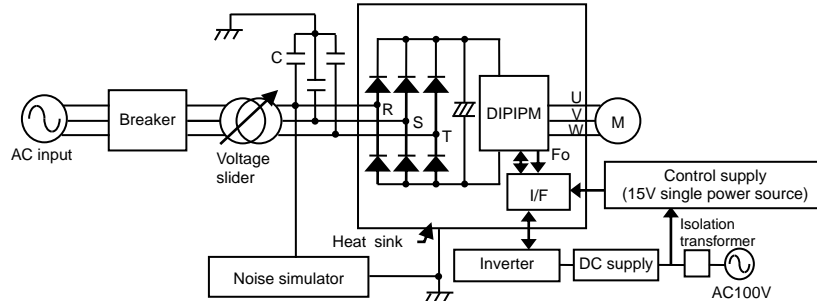 C
R
S
T
DIPIPM
U
V
W
M
Breaker
AC input
Voltage
slider
Fo
I/F
Control supply
(15V single power source)
Heat sink
Isolation
transformer
Noise simulator
Inverter
DC supply
AC100V